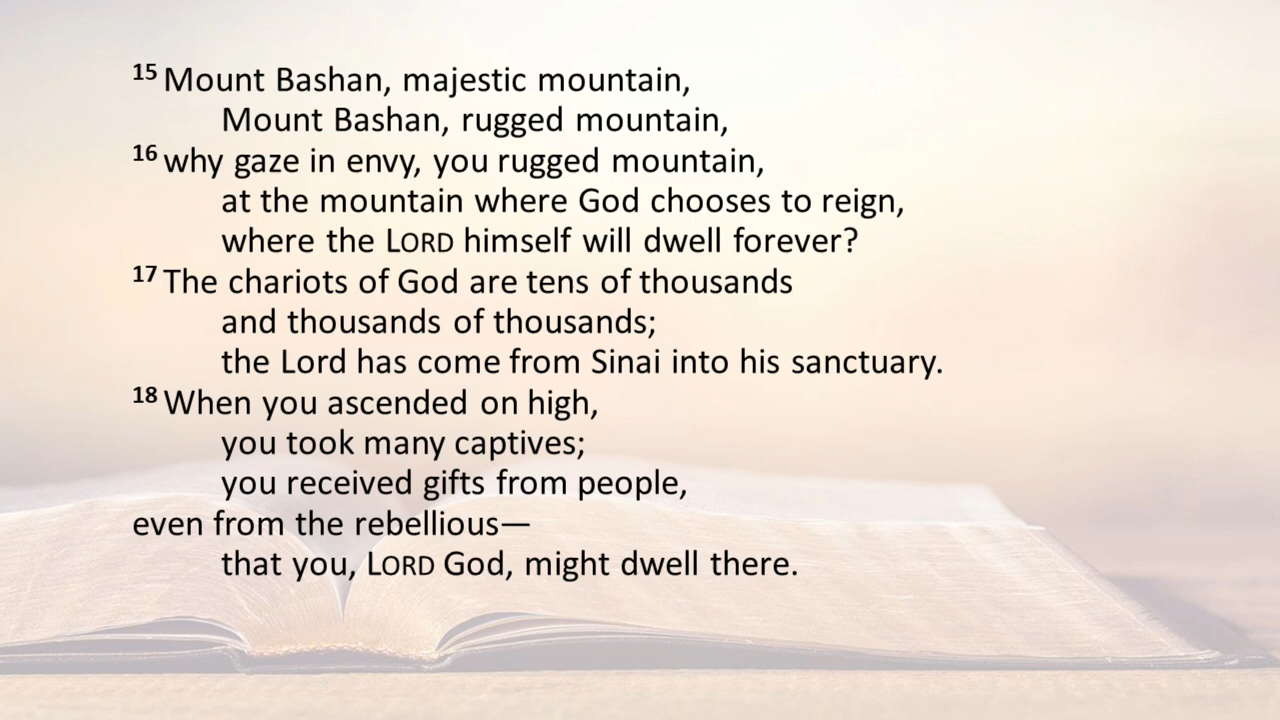 15 Mount Bashan, majestic mountain,
Mount Bashan, rugged mountain,
16 why gaze in envy, you rugged mountain,
at the mountain where God chooses to reign,
where the LORD himself will dwell forever?
17 The chariots of God are tens of thousands
and thousands of thousands;
the Lord has come from Sinai into his sanctuary.
18 When you ascended on high,
you took many captives;
you received gifts from people,
even from the rebellious—
that you, LORD God, might dwell there.